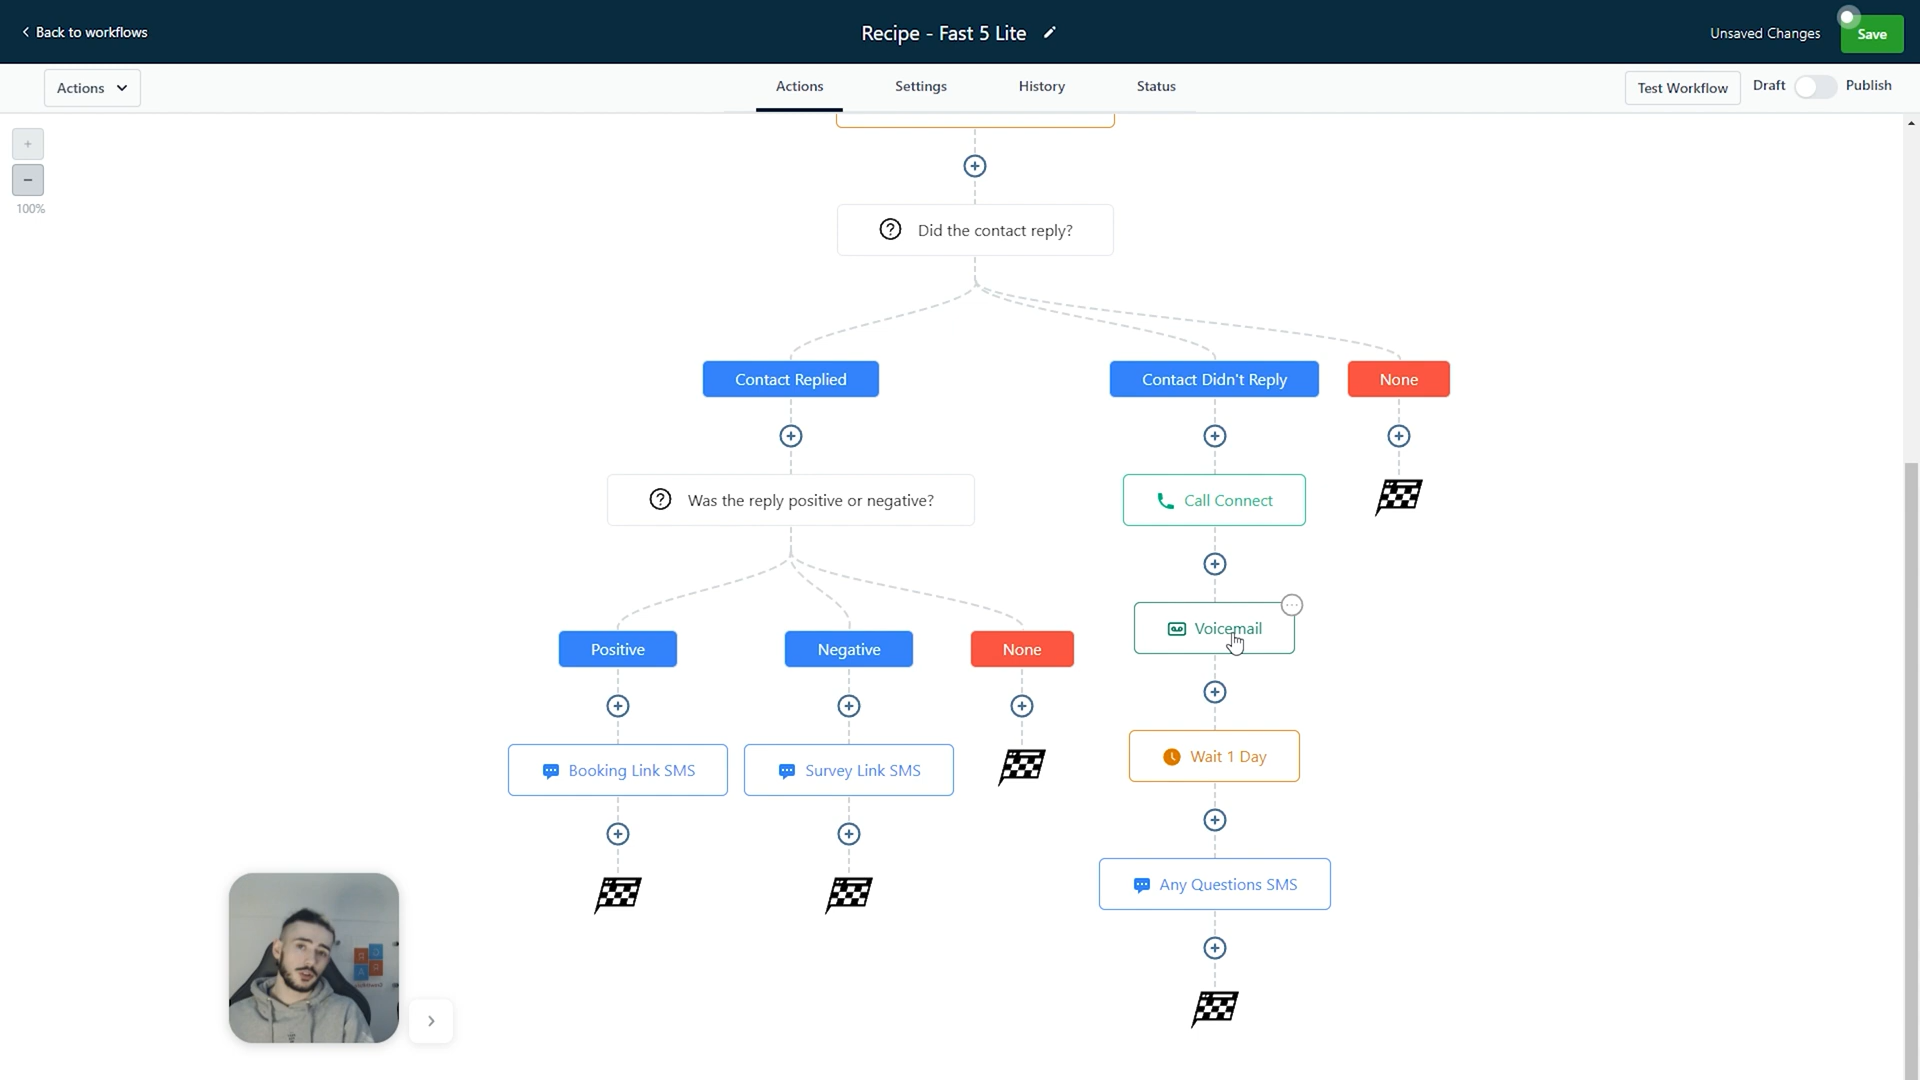 Back to workflows
Recipe - Fast 5 Lite
Unsaved Changes
Save
Actions
Actions
Settings
History
Status
Test Workflow
Draft
Publish
100%
Did the contact reply?
Contact Replied
Contact Didn't Reply
None
Was the reply positive or negative?
Call Connect
Voicemail
Positive
Negative
None
Wait 1 Day
Booking Link SMS
Survey Link SMS
Any Questions SMS